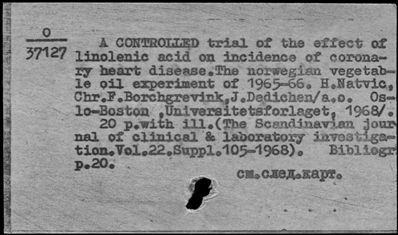 0
37127
A CONTROLLED trial of the effect of
linolenic acid on incidence of corona-
ry heart disease.The norwegian vegetab-
le oil experiment of 1965-66. H.Natvic,
Chr.F.Borchgrevink,J.Dedichen/a.o. Os-
lo-Boston ,Universitetsforlaget, 1968/.
20 p.with Sill.(The Scandinavian jour
nal of clinical & laboratory investiga-
tion.Vol.22,Suppl.105-1968). Bibliogr
p.20.
см.след.карт.